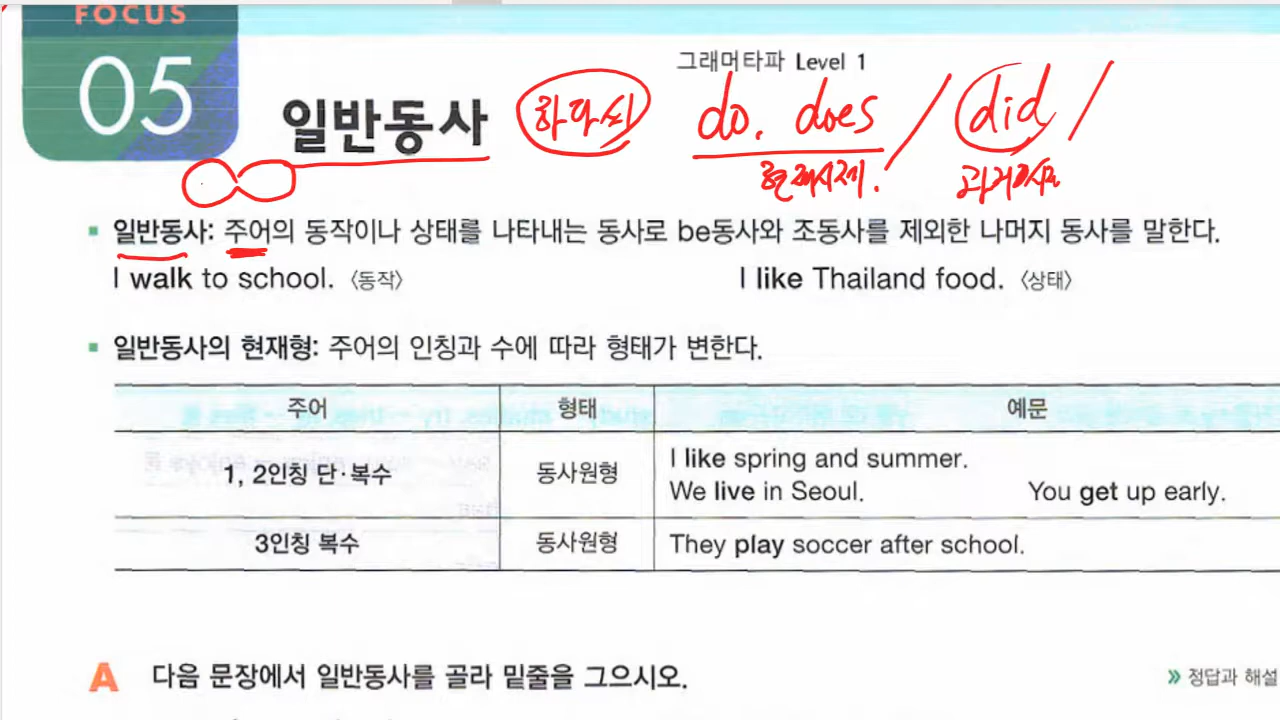 FOCUS
05
그래머타파 Level 1
일반동사
하다씨
do. does / did /
현재시제.
일반동사: 주어의 동작이나 상태를 나타내는 동사로 be동사와 조동사를 제외한 나머지 동사를 말한다.
I walk to school. 〈동작〉 I like Thailand food. 〈상태〉
일반동사의 현재형: 주어의 인칭과 수에 따라 형태가 변한다.
주어 형태 예문
1, 2인칭 단·복수 동사원형 I like spring and summer.
We live in Seoul. You get up early.
3인칭 복수 동사원형 They play soccer after school.
A 다음 문장에서 일반동사를 골라 밑줄을 그으시오.
» 정답과 해설